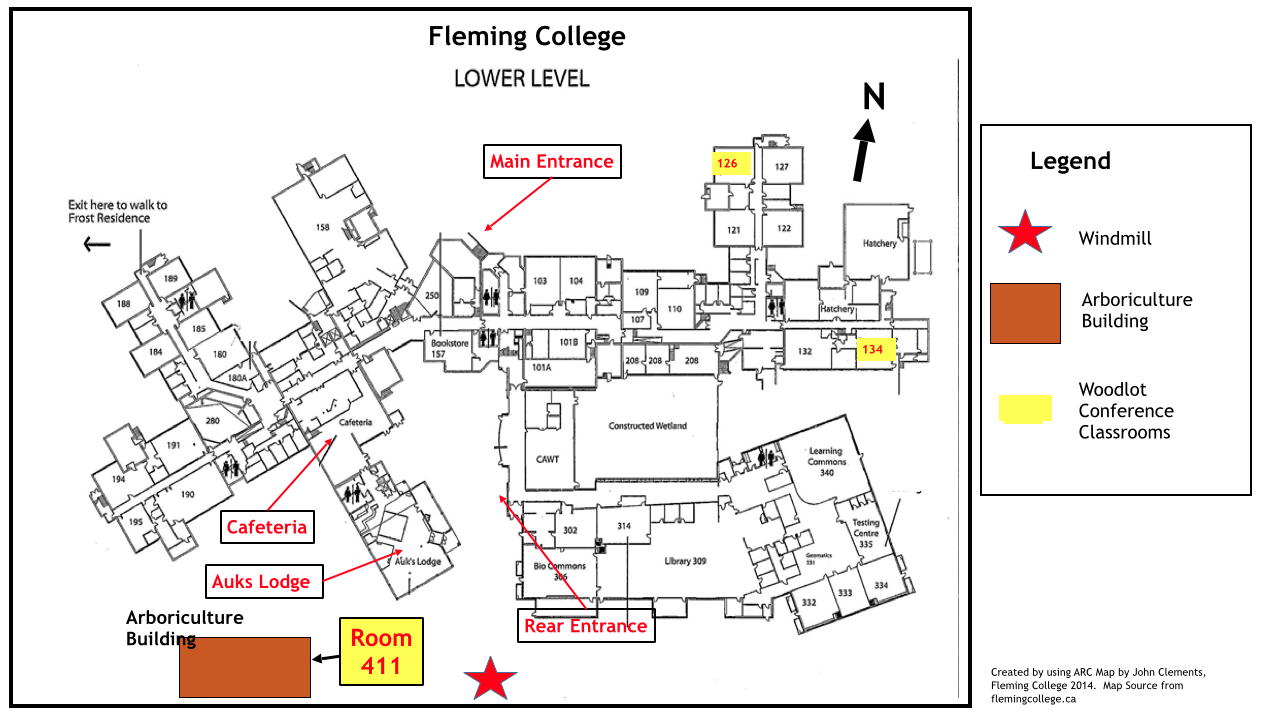 Fleming College
LOWER LEVEL
N
Main Entrance
126
127
Exit here to walk to
Frost Residence
158
121
122
Hatchery
189
188
250
103
104
109
110
107
Hatchery
185
184
180
180A
Bookstore
157
101B
101A
208
208
208
132
134
280
Cafeteria
191
194
190
195
CAWT
Constructed Wetland
Learning
Commons
340
Cafeteria
302
314
Testing
Centre
335
Auks Lodge
Auk's Lodge
Bio Commons
306
Library 309
Geomatics
331
332
333
334
Arboriculture
Building
Rear Entrance
Room
411
Legend
Windmill
Arboriculture
Building
Woodlot
Conference
Classrooms
Created by using ARC Map by John Clements,
Fleming College 2014. Map Source from
flemingcollege.ca